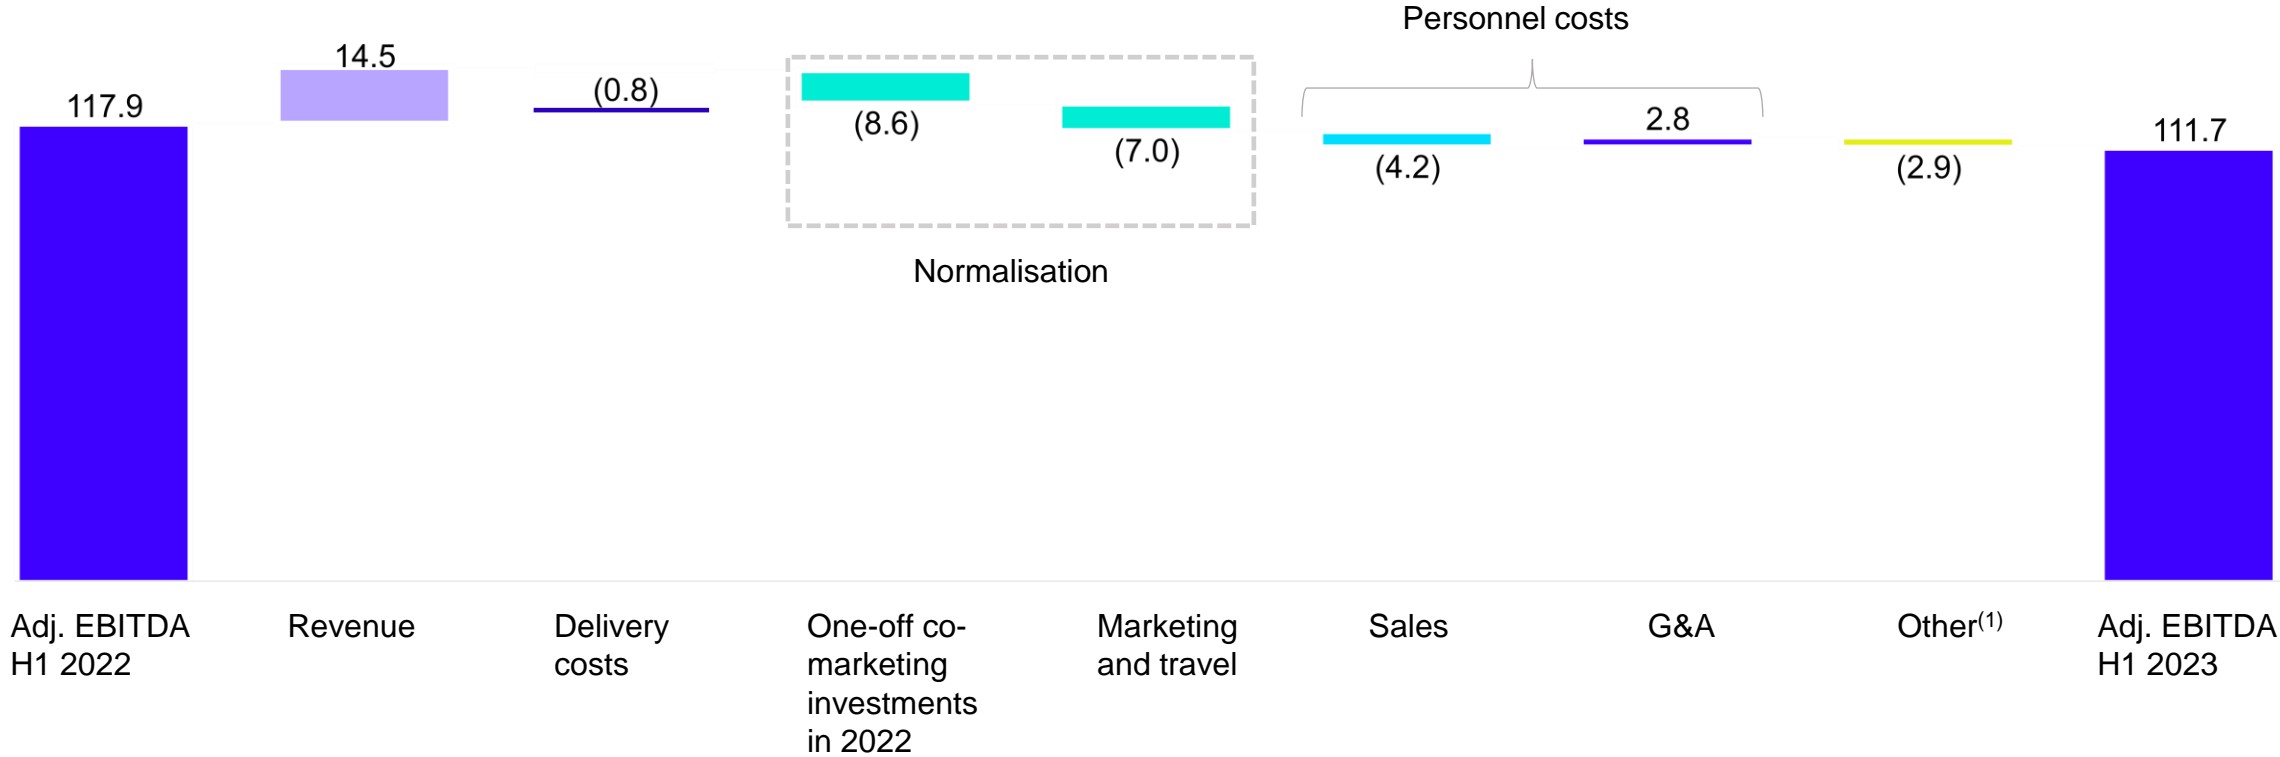 Personnel costs
117.9
14.5
(0.8)
(8.6)
(7.0)
(4.2)
2.8
(2.9)
111.7
Normalisation
Adj. EBITDA
H1 2022
Revenue
Delivery
costs
One-off co-
marketing
investments
in 2022
Marketing
and travel
Sales
G&A
Other(1)
Adj. EBITDA
H1 2023